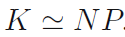 K ≃ NP.